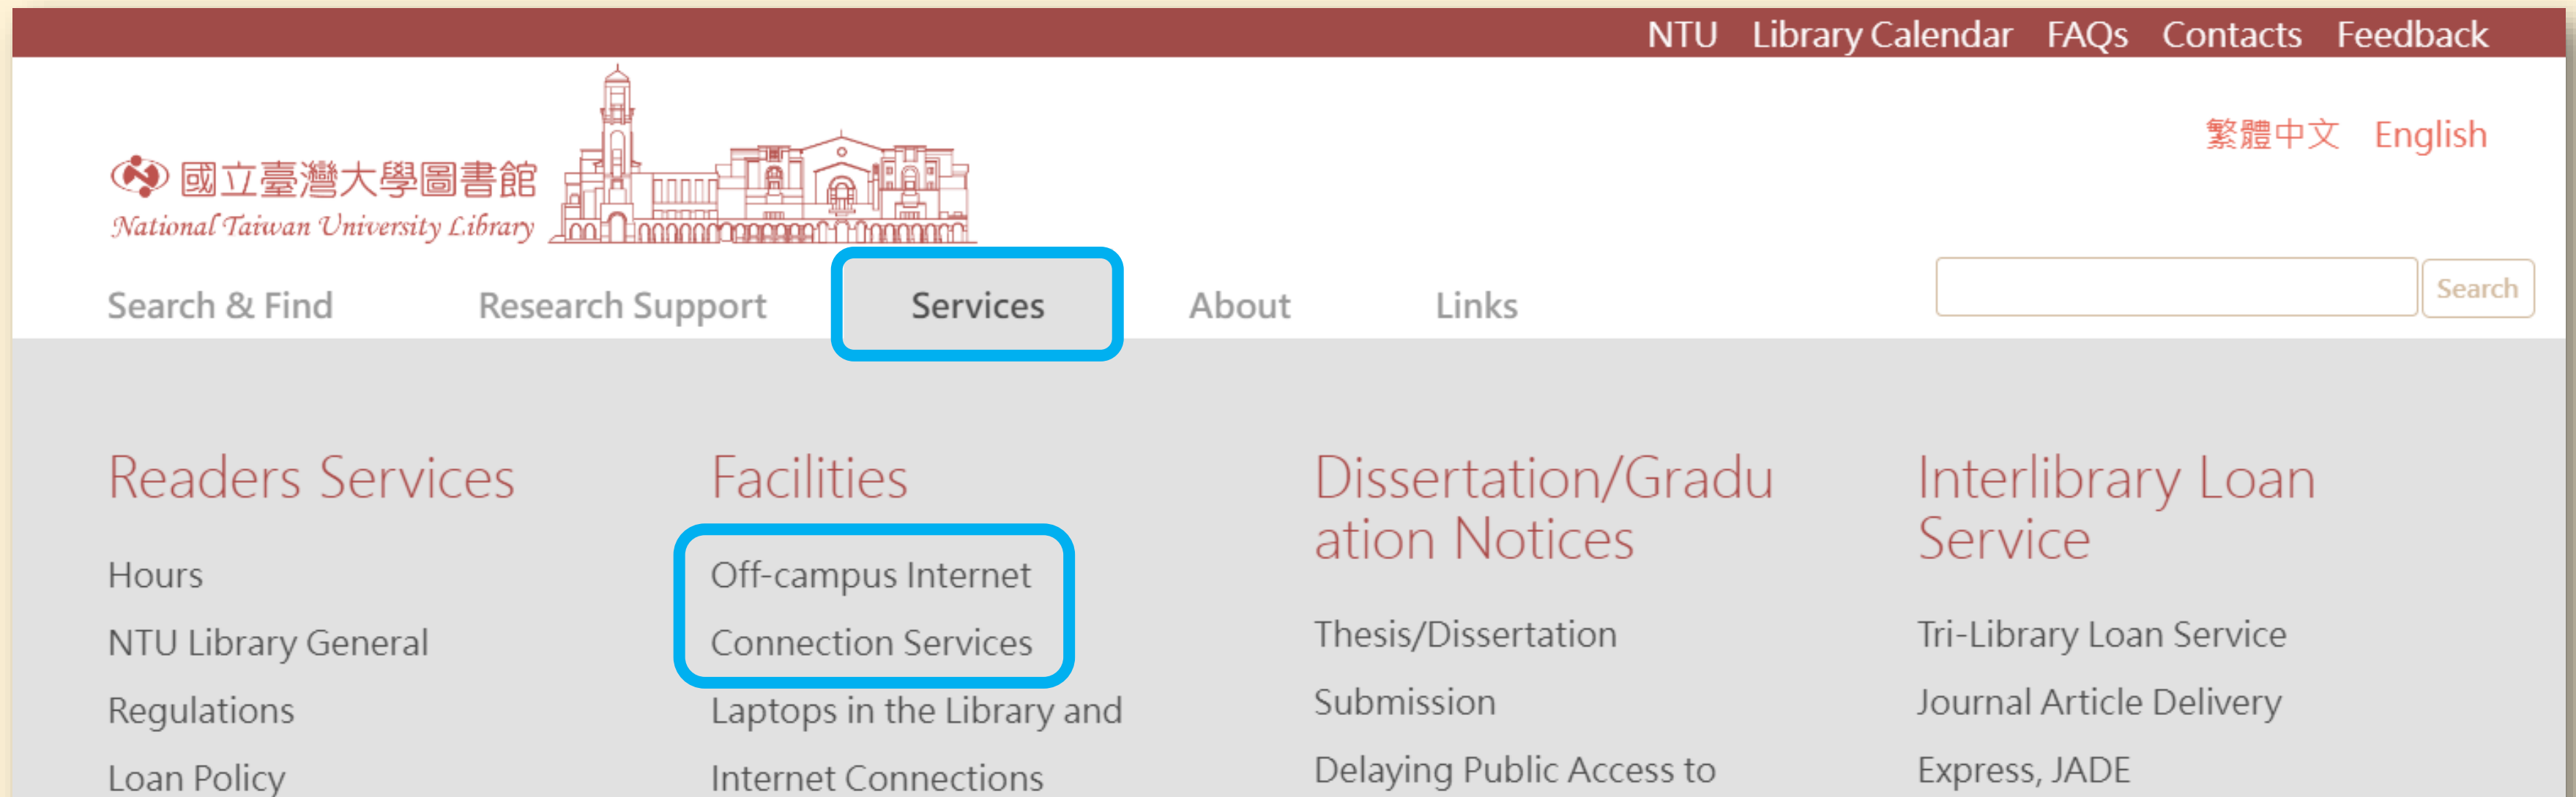 NTU Library Calendar FAQs Contacts Feedback
繁體中文 English
國立臺灣大學圖書館
National Taiwan University Library
Search & Find Research Support Services About Links Search
Readers Services
Hours
NTU Library General
Regulations
Loan Policy
Facilities
Off-campus Internet
Connection Services
Laptops in the Library and
Internet Connections
Dissertation/Gradu
ation Notices
Thesis/Dissertation
Submission
Delaying Public Access to
Interlibrary Loan
Service
Tri-Library Loan Service
Journal Article Delivery
Express, JADE